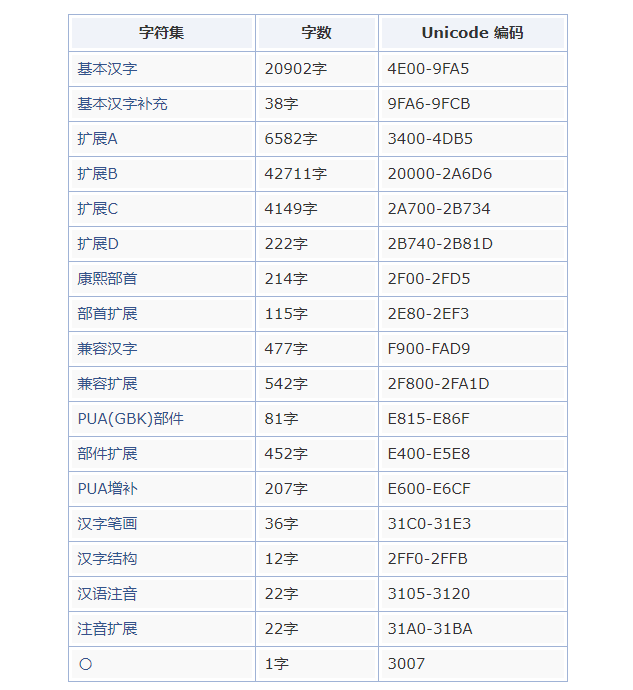 字符集 字数 Unicode 编码
基本汉字 20902字 4E00-9FA5
基本汉字补充 38字 9FA6-9FCB
扩展A 6582字 3400-4DB5
扩展B 42711字 20000-2A6D6
扩展C 4149字 2A700-2B734
扩展D 222字 2B740-2B81D
康熙部首 214字 2F00-2FD5
部首扩展 115字 2E80-2EF3
兼容汉字 477字 F900-FAD9
兼容扩展 542字 2F800-2FA1D
PUA(GBK)部件 81字 E815-E86F
部件扩展 452字 E400-E5E8
PUA增补 207字 E600-E6CF
汉字笔画 36字 31C0-31E3
汉字结构 12字 2FF0-2FFB
汉语注音 22字 3105-3120
注音扩展 22字 31A0-31BA
〇 1字 3007